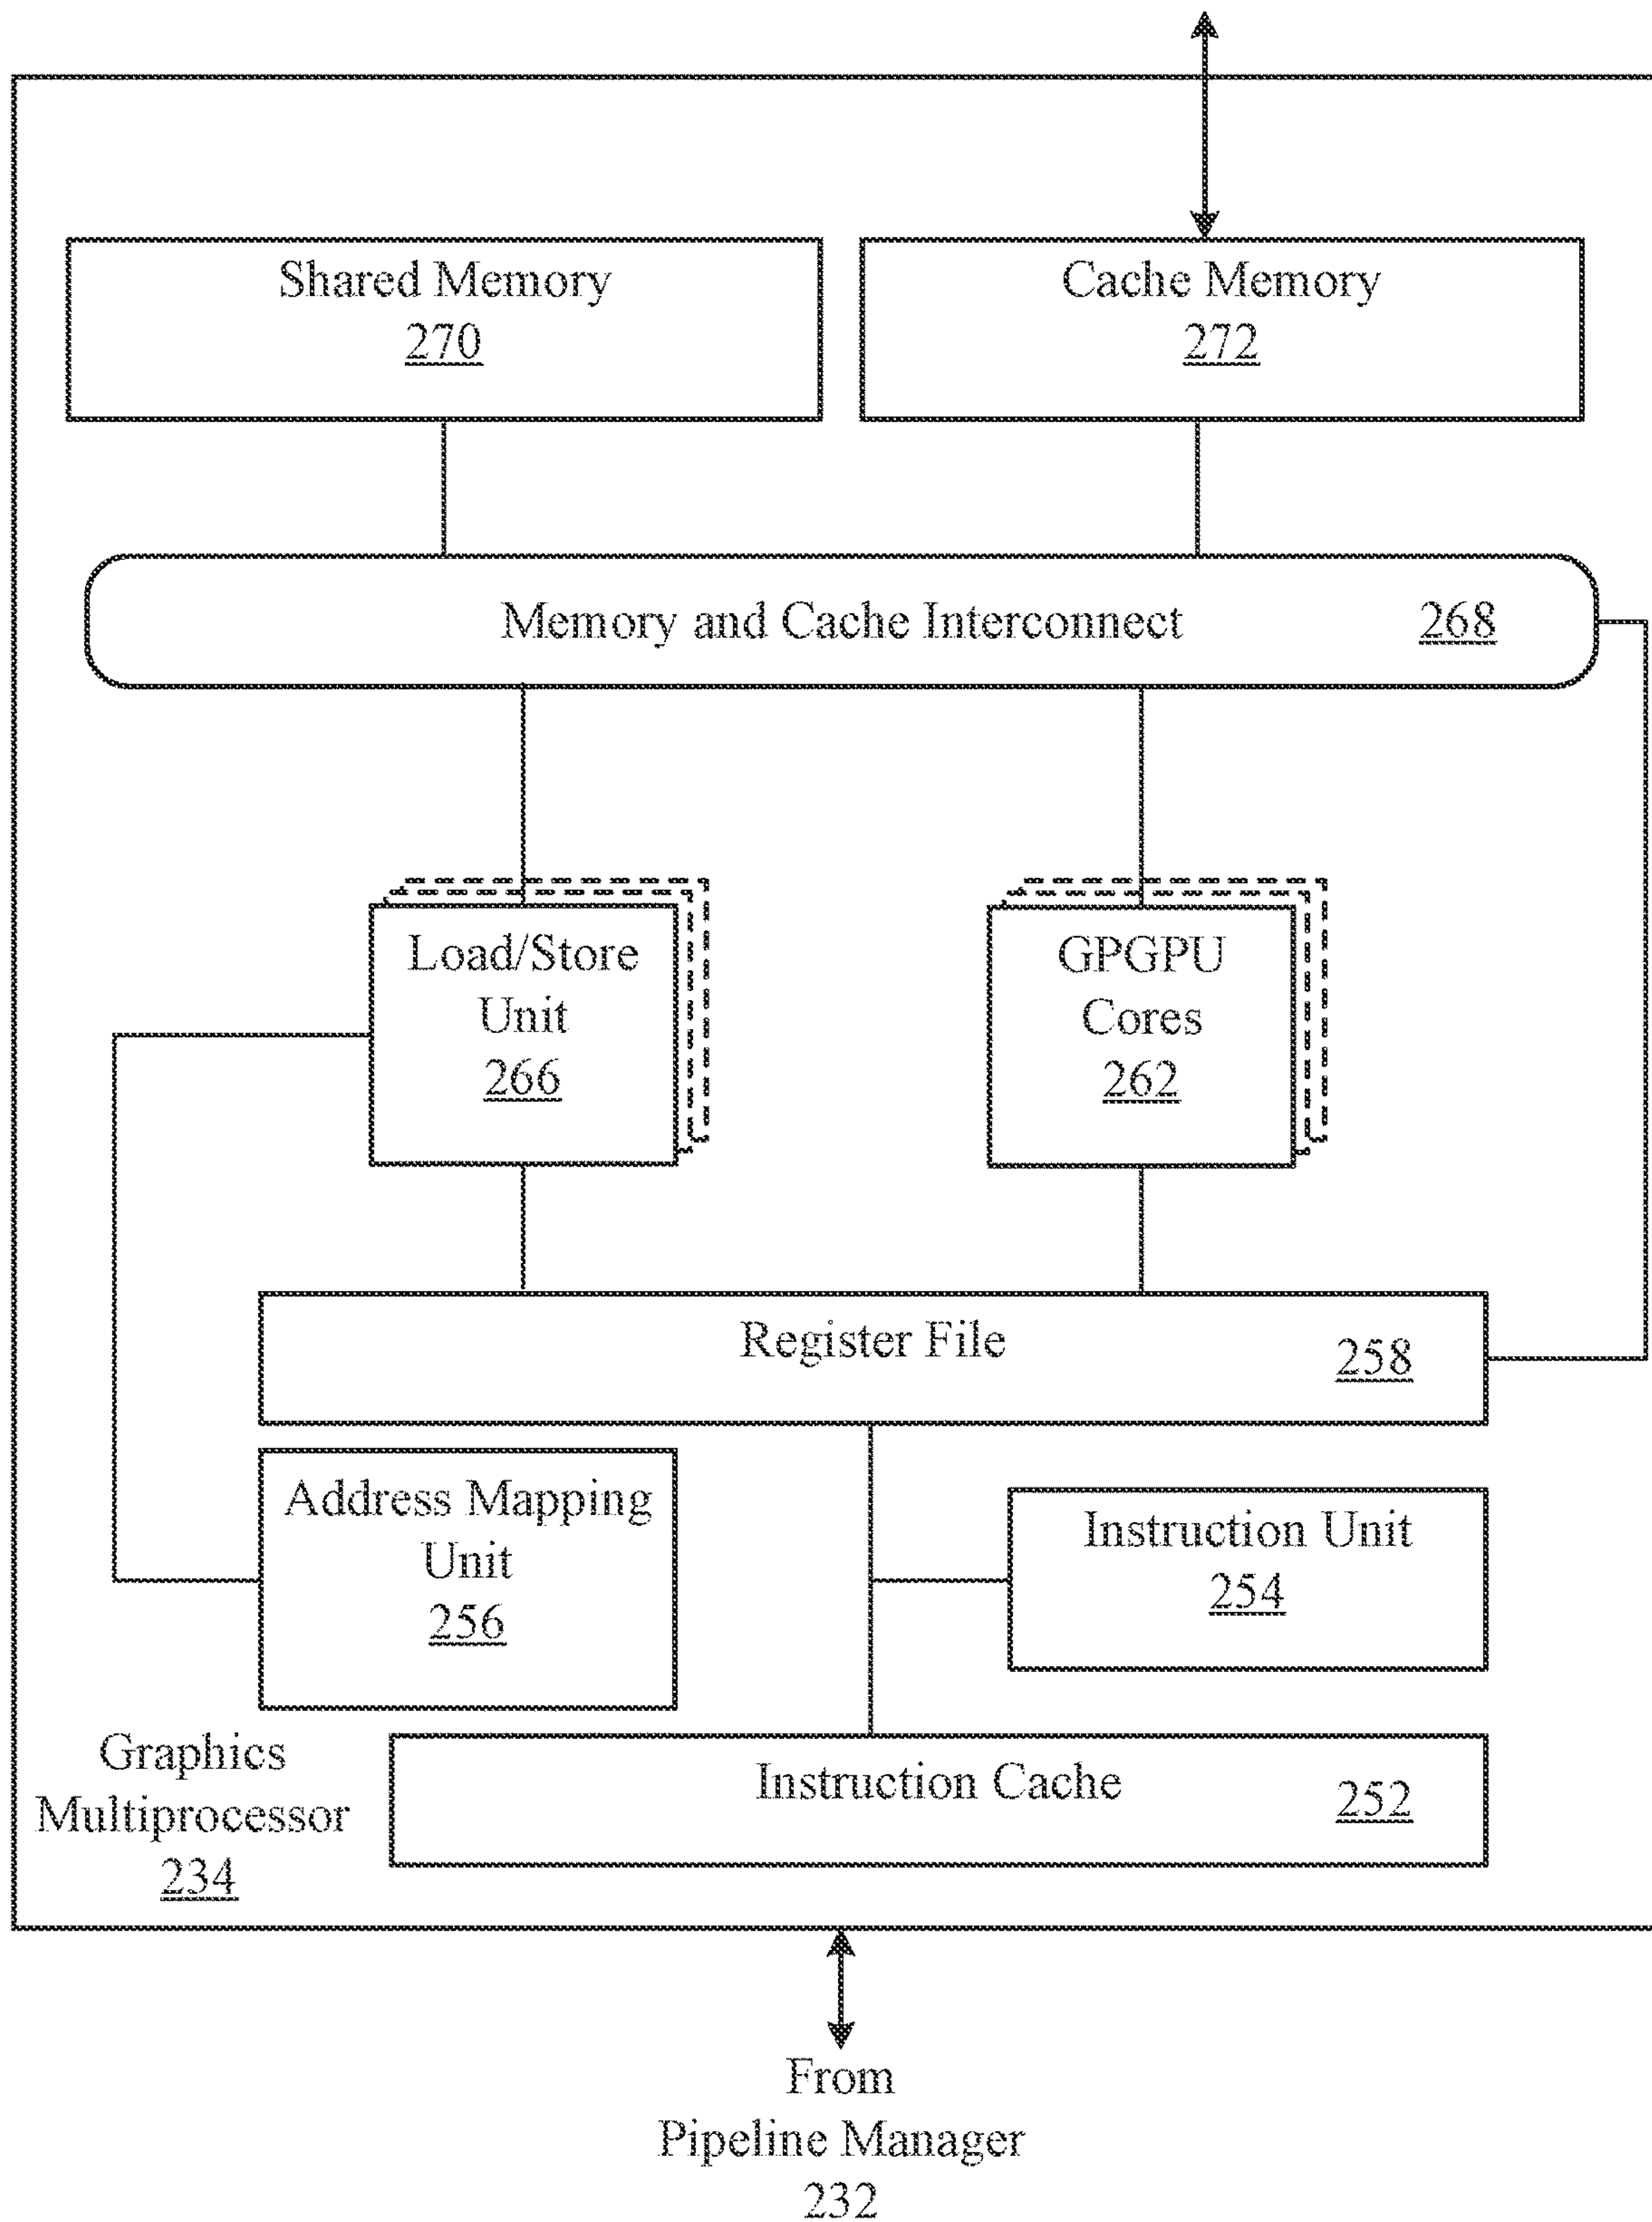 Shared Memory
270
Cache Memory
272
Memory and Cache Interconnect 268
Load/Store
Unit
266
GPGPU
Cores
262
Register File 258
Address Mapping
Unit
256
Instruction Unit
254
Graphics
Multiprocessor
234
Instruction Cache 252
From
Pipeline Manager
232